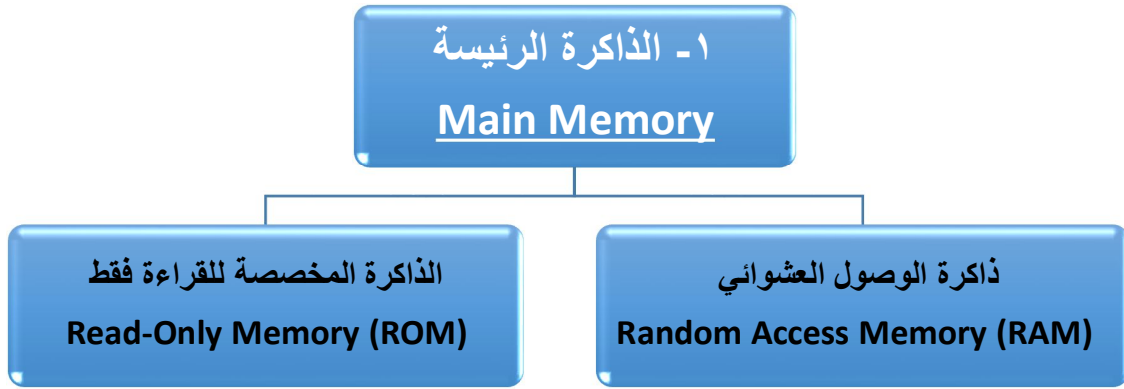 ١- الذاكرة الرئيسة
Main Memory
ذاكرة الوصول العشوائي
Random Access Memory (RAM)
الذاكرة المخصصة للقراءة فقط
Read-Only Memory (ROM)